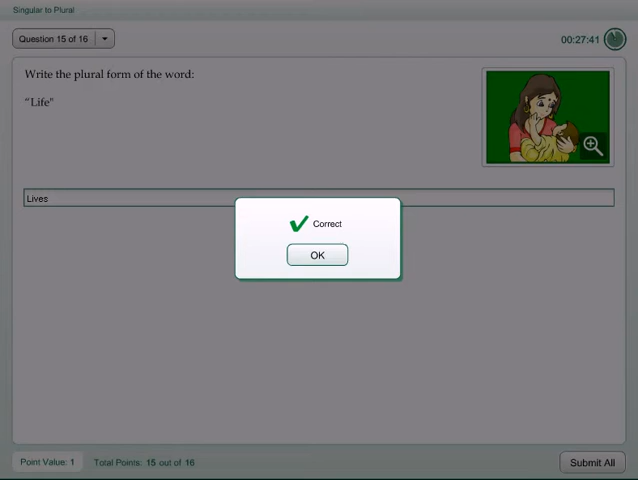 Singular to Plural
Question 15 of 16
00:27:41
Write the plural form of the word:
"Life"
Lives
Correct
OK
Point Value: 1 Total Points: 15 out of 16
Submit All